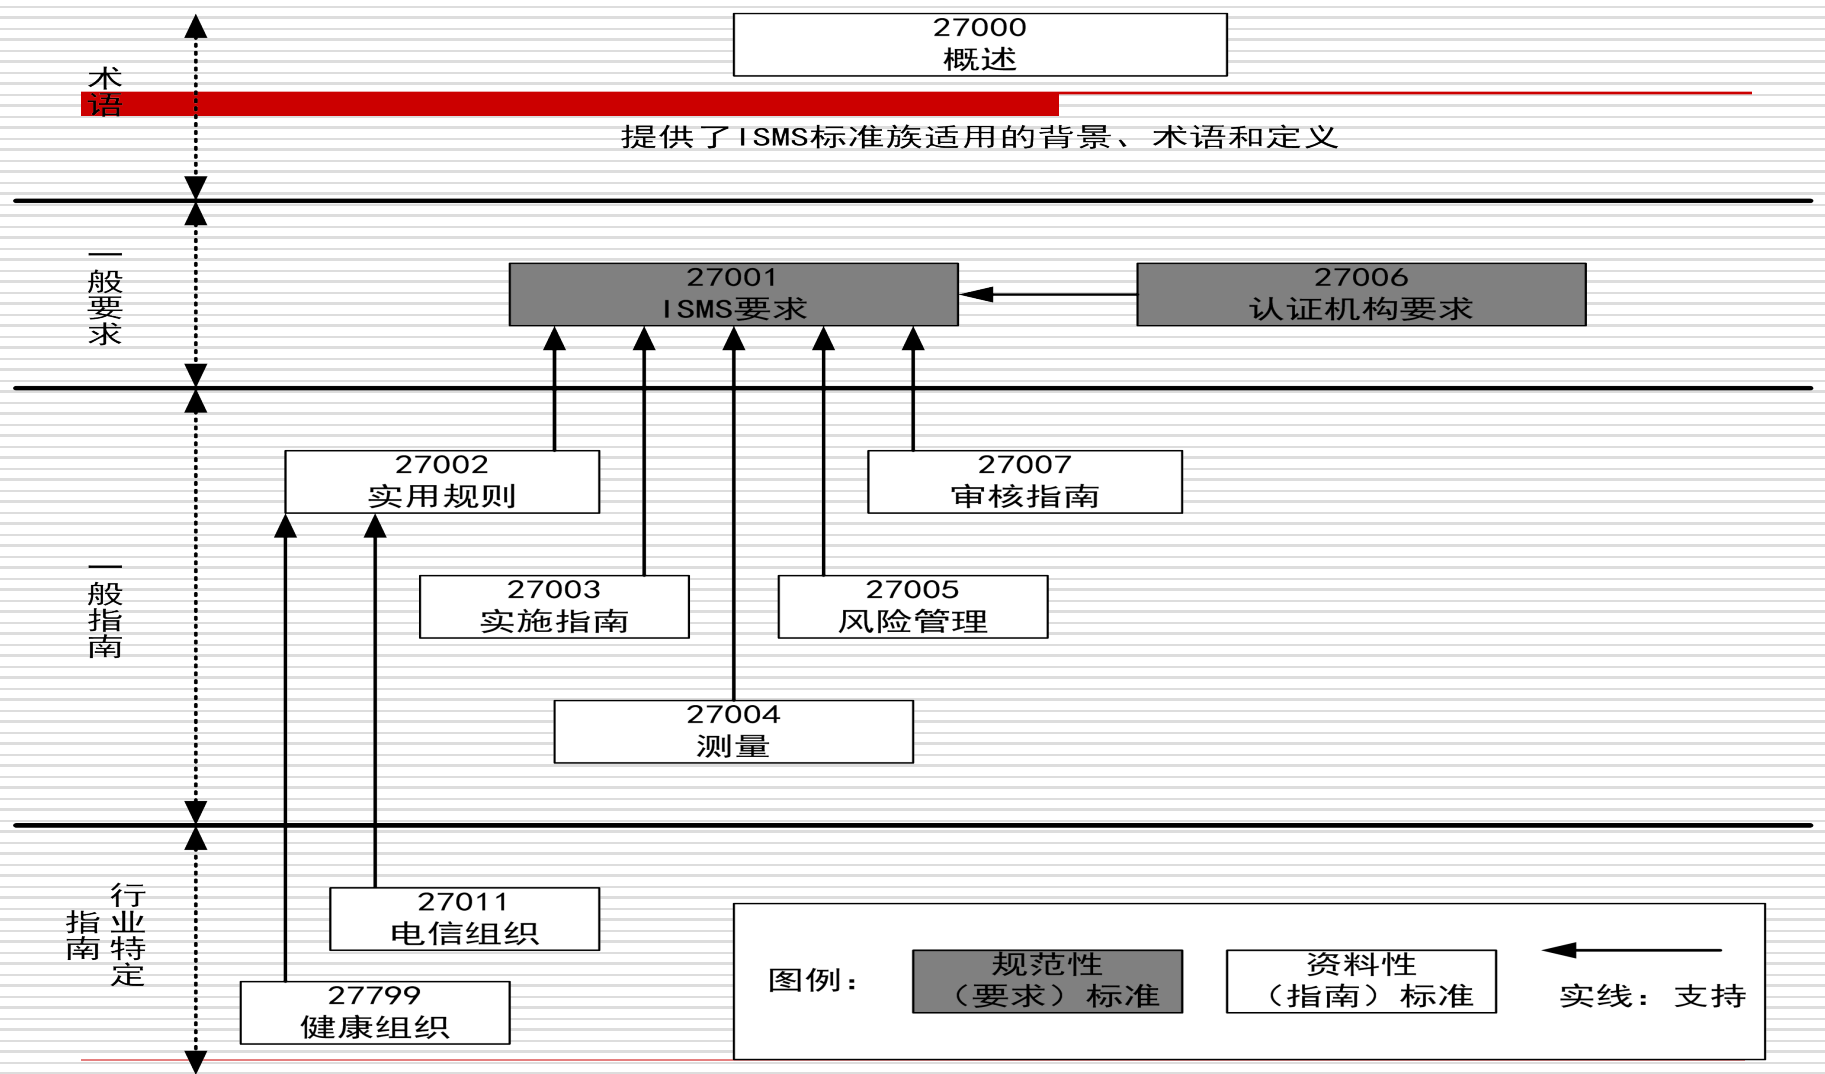 27000
概述
术语
提供了ISMS标准族适用的背景、术语和定义
一般要求
27001
ISMS要求
27006
认证机构要求
一般指南
27002
实用规则
27007
审核指南
27003
实施指南
27005
风险管理
27004
测量
行业特定
指南
27011
电信组织
27799
健康组织
图例：
规范性
（要求）标准
资料性
（指南）标准
实线：支持